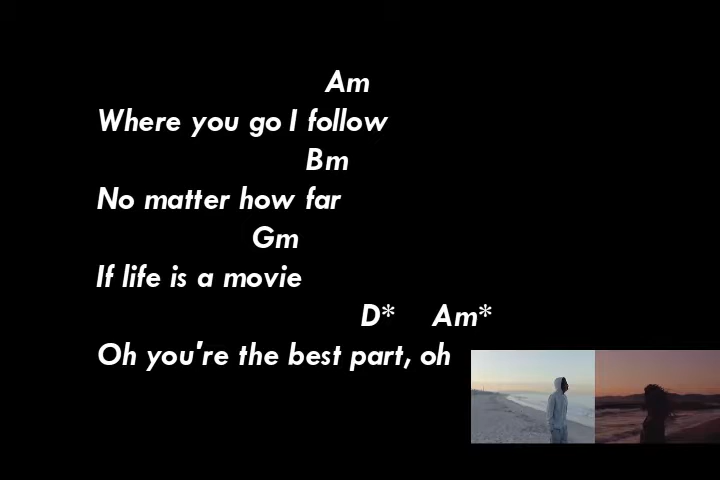 Am
Where you go I follow
Bm
No matter how far
Gm
If life is a movie
D* Am*
Oh you're the best part, oh